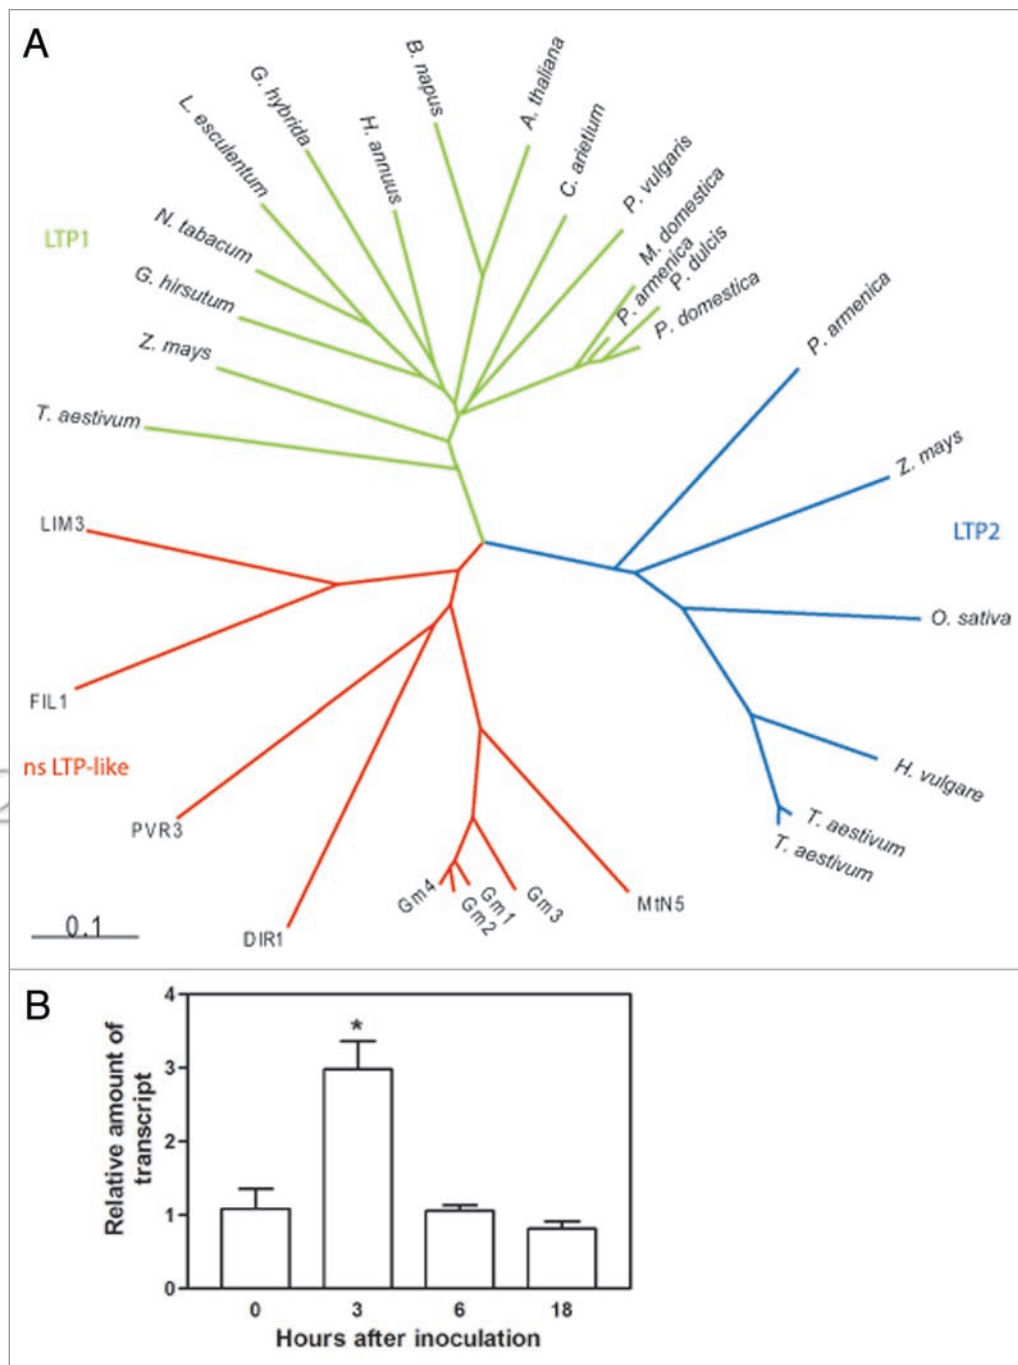 A
B. napus
A. thaliana
G. hybrida
L. esculentum
H. annuus
C. arietium
P. vulgaris
M. domestica
P. armenica
P. dulcis
P. domestica
N. tabacum
LTP1
G. hirsutum
Z. mays
T. aestivum
P. armenica
Z. mays
LTP2
O. sativa
H. vulgare
T. aestivum
T. aestivum
LIM3
FIL1
ns LTP-like
PVR3
DIR1
Gm4
Gm2
Gm1
Gm3
MtN5
0.1
B
Relative amount of
transcript
4
3
2
1
0
*
0 3 6 18
Hours after inoculation